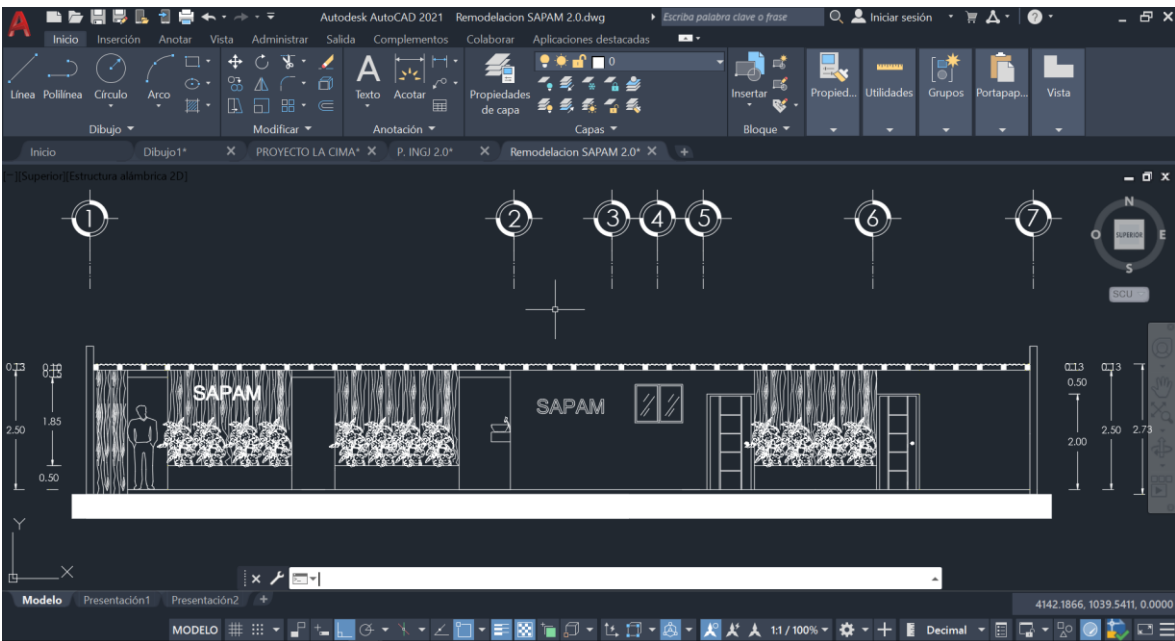 Autodesk AutoCAD 2021 Remodelacion SAPAM 2.0.dwg
Escriba palabra clave o frase
Iniciar sesión
Inicio Inserción Anotar Vista Administrar Salida Complementos Colaborar Aplicaciones destacadas
A 0
Línea Polilínea Círculo Arco Texto Acotar Propiedades de capa Insertar Propied... Utilidades Grupos Portapap... Vista
Dibujo Modificar Anotación Capas Bloque
Inicio Dibujo1* PROYECTO LA CIMA* P. INGJ 2.0* Remodelacion SAPAM 2.0*
[−][Superior][Estructura alámbrica 2D]
1 2 3 4 5 6 7
N
O SUPERIOR E
S
SCU
0.13 0.13 0.13
0.50
SAPAM
SAPAM
1.85
2.50
0.50
2.00 2.50 2.73
Y
X
Modelo Presentación1 Presentación2
4142.1866, 1039.5411, 0.0000
MODELO 1:1 / 100% Decimal